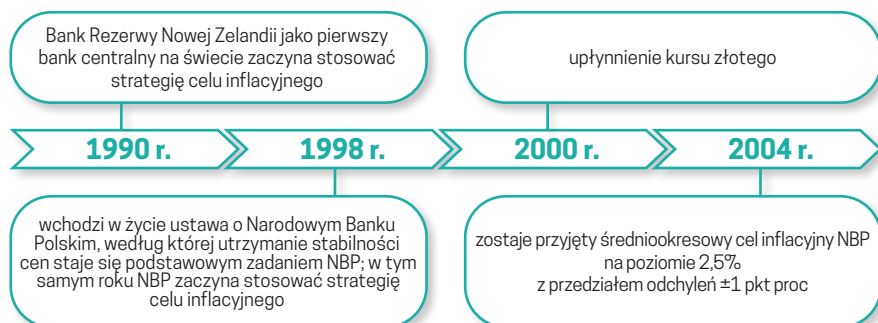 Bank Rezerwy Nowej Zelandii jako pierwszy
bank centralny na świecie zaczyna stosować
strategię celu inflacyjnego
upłynnienie kursu złotego
1990 r.
1998 r.
2000 r.
2004 r.
wchodzi w życie ustawa o Narodowym Banku
Polskim, według której utrzymanie stabilności
cen staje się podstawowym zadaniem NBP; w tym
samym roku NBP zaczyna stosować strategię
celu inflacyjnego
zostaje przyjęty średniookresowy cel inflacyjny NBP
na poziomie 2,5%
z przedziałem odchyleń ±1 pkt proc